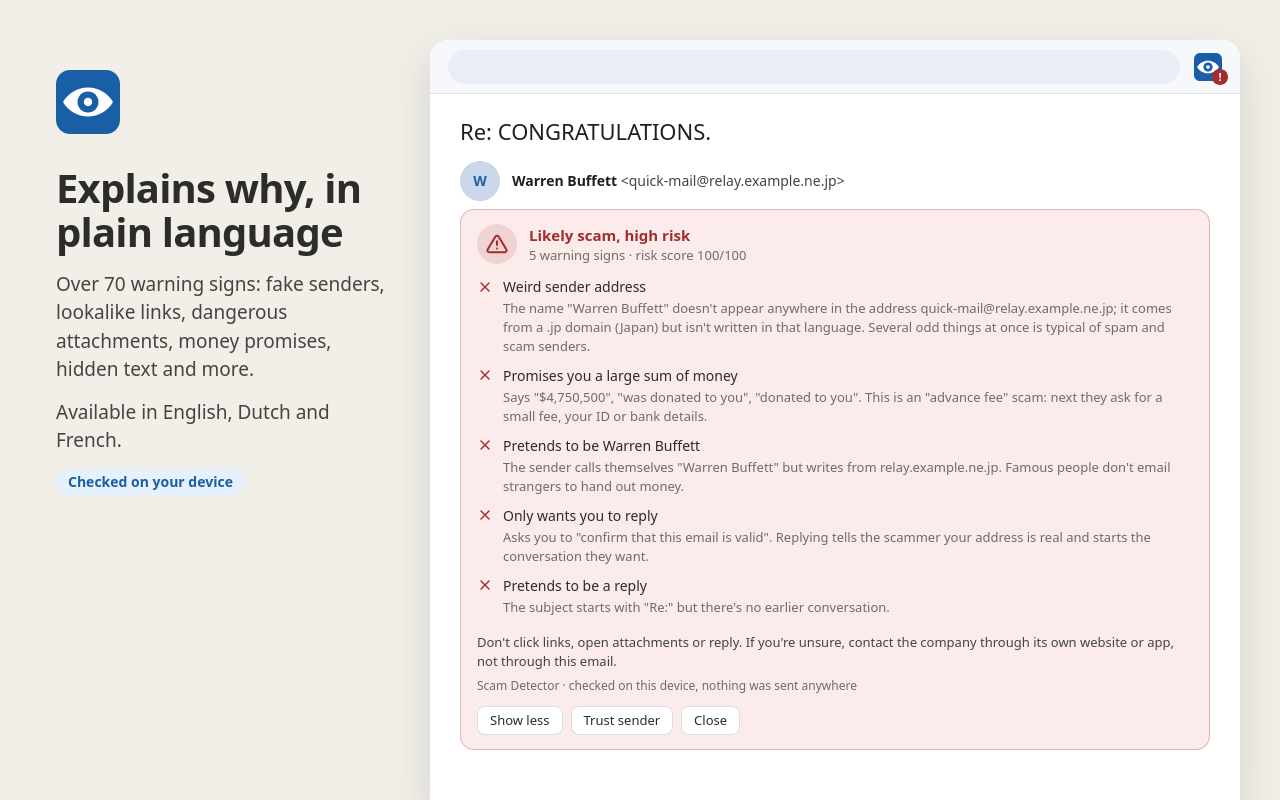 Explains why, in
plain language
Over 70 warning signs: fake senders,
lookalike links, dangerous
attachments, money promises,
hidden text and more.
Available in English, Dutch and
French.
Checked on your device
!
Re: CONGRATULATIONS.
W
Warren Buffett <quick-mail@relay.example.ne.jp>
Likely scam, high risk
5 warning signs · risk score 100/100
Weird sender address
The name "Warren Buffett" doesn't appear anywhere in the address quick-mail@relay.example.ne.jp; it comes
from a .jp domain (Japan) but isn't written in that language. Several odd things at once is typical of spam and
scam senders.
Promises you a large sum of money
Says "$4,750,500", "was donated to you", "donated to you". This is an "advance fee" scam: next they ask for a
small fee, your ID or bank details.
Pretends to be Warren Buffett
The sender calls themselves "Warren Buffett" but writes from relay.example.ne.jp. Famous people don't email
strangers to hand out money.
Only wants you to reply
Asks you to "confirm that this email is valid". Replying tells the scammer your address is real and starts the
conversation they want.
Pretends to be a reply
The subject starts with "Re:" but there's no earlier conversation.
Don't click links, open attachments or reply. If you're unsure, contact the company through its own website or app,
not through this email.
Scam Detector · checked on this device, nothing was sent anywhere
Show less
Trust sender
Close